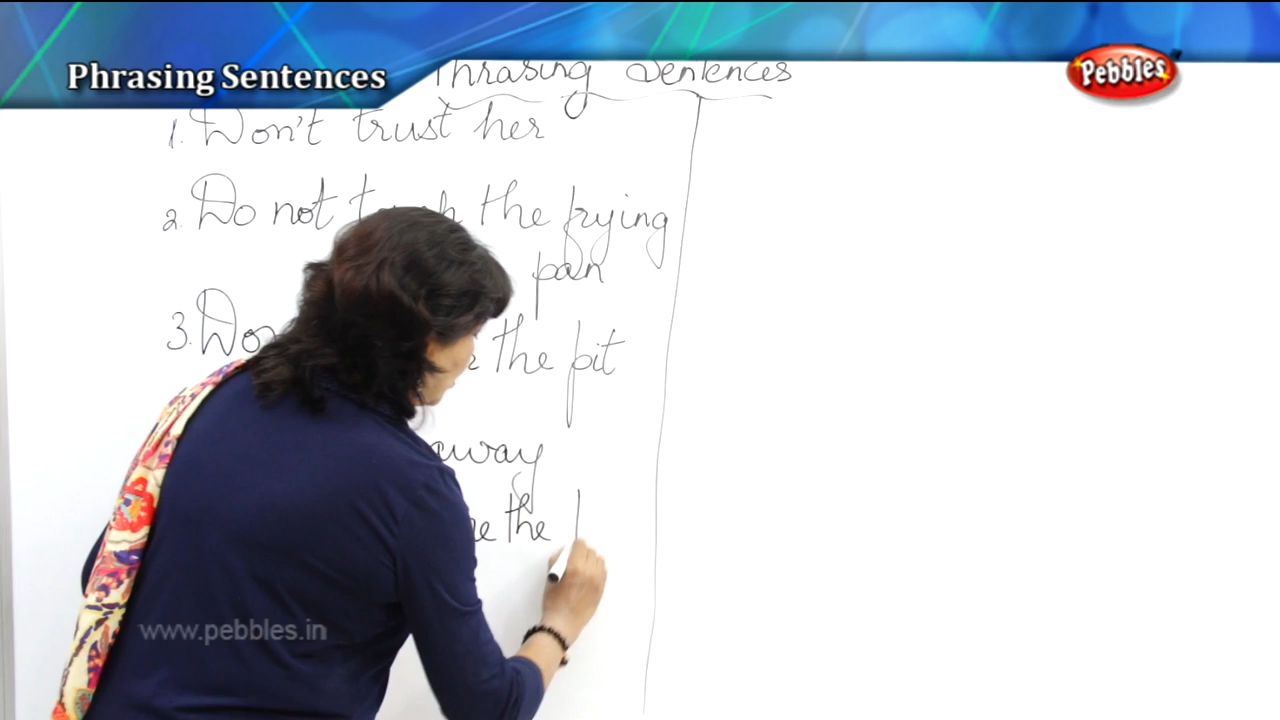 Phrasing Sentences
Phrasing Sentences
Pebbles
1. Don't trust her
2. Do not the frying
pan
3. the pit
away
the
www.pebbles.in